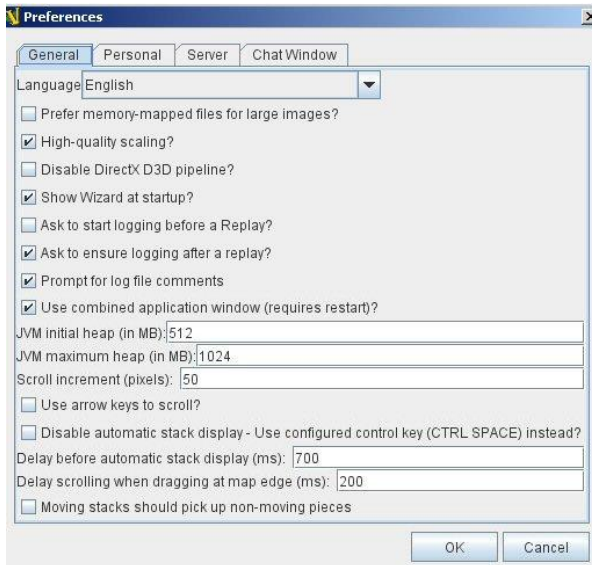 Preferences
General Personal Server Chat Window
Language English
Prefer memory-mapped files for large images?
High-quality scaling?
Disable DirectX D3D pipeline?
Show Wizard at startup?
Ask to start logging before a Replay?
Ask to ensure logging after a replay?
Prompt for log file comments
Use combined application window (requires restart)?
JVM initial heap (in MB): 512
JVM maximum heap (in MB): 1024
Scroll increment (pixels): 50
Use arrow keys to scroll?
Disable automatic stack display - Use configured control key (CTRL SPACE) instead?
Delay before automatic stack display (ms): 700
Delay scrolling when dragging at map edge (ms): 200
Moving stacks should pick up non-moving pieces
OK Cancel